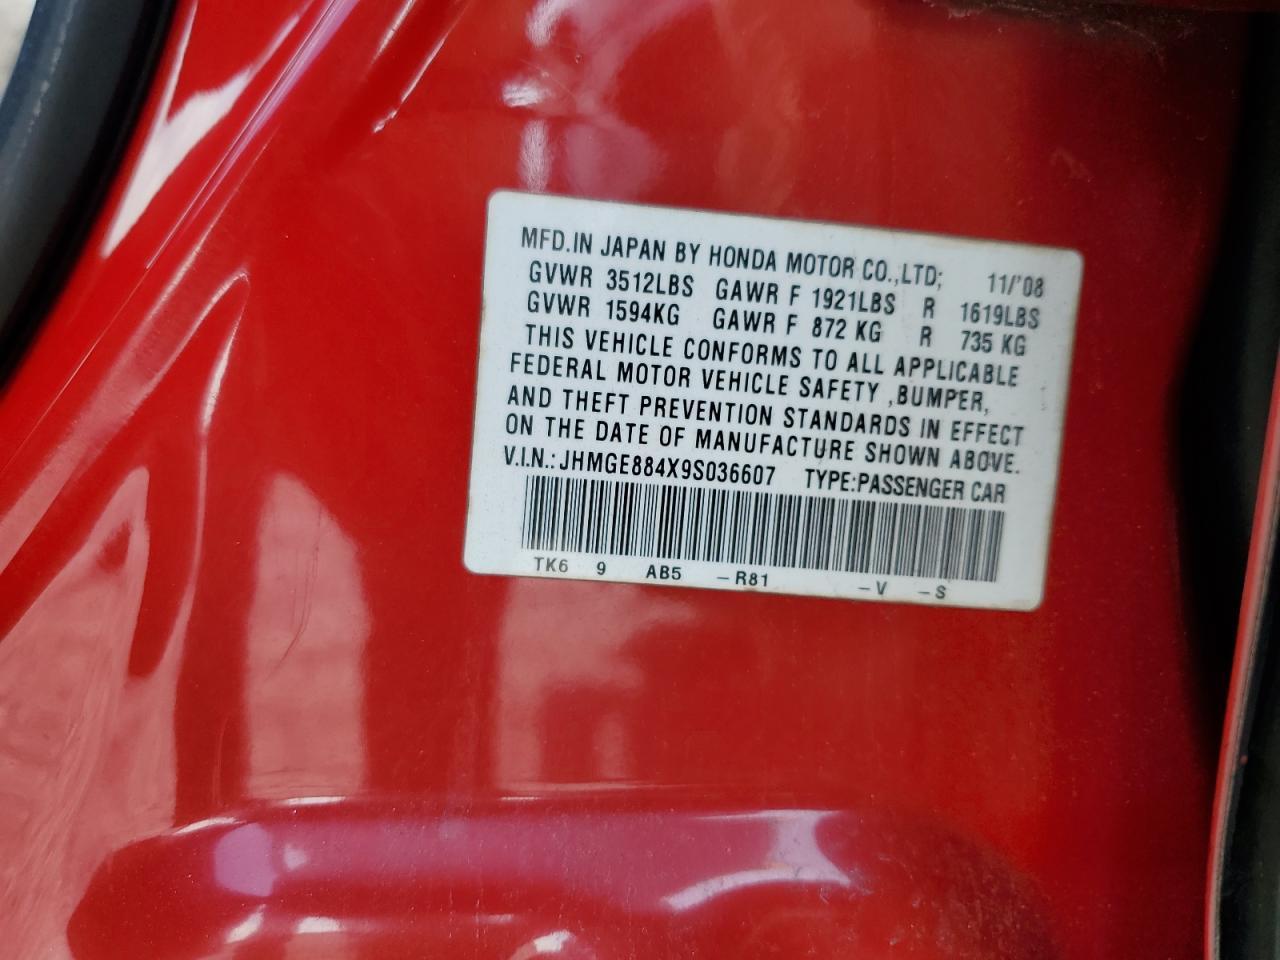 MFD.IN JAPAN BY HONDA MOTOR CO.,LTD; 11/'08
GVWR 3512LBS GAWR F 1921LBS R 1619LBS
GVWR 1594KG GAWR F 872 KG R 735 KG
THIS VEHICLE CONFORMS TO ALL APPLICABLE
FEDERAL MOTOR VEHICLE SAFETY ,BUMPER,
AND THEFT PREVENTION STANDARDS IN EFFECT
ON THE DATE OF MANUFACTURE SHOWN ABOVE.
V.I.N.: JHMGE884X9S036607 TYPE:PASSENGER CAR
TK6 9 AB5 –R81 –V –S